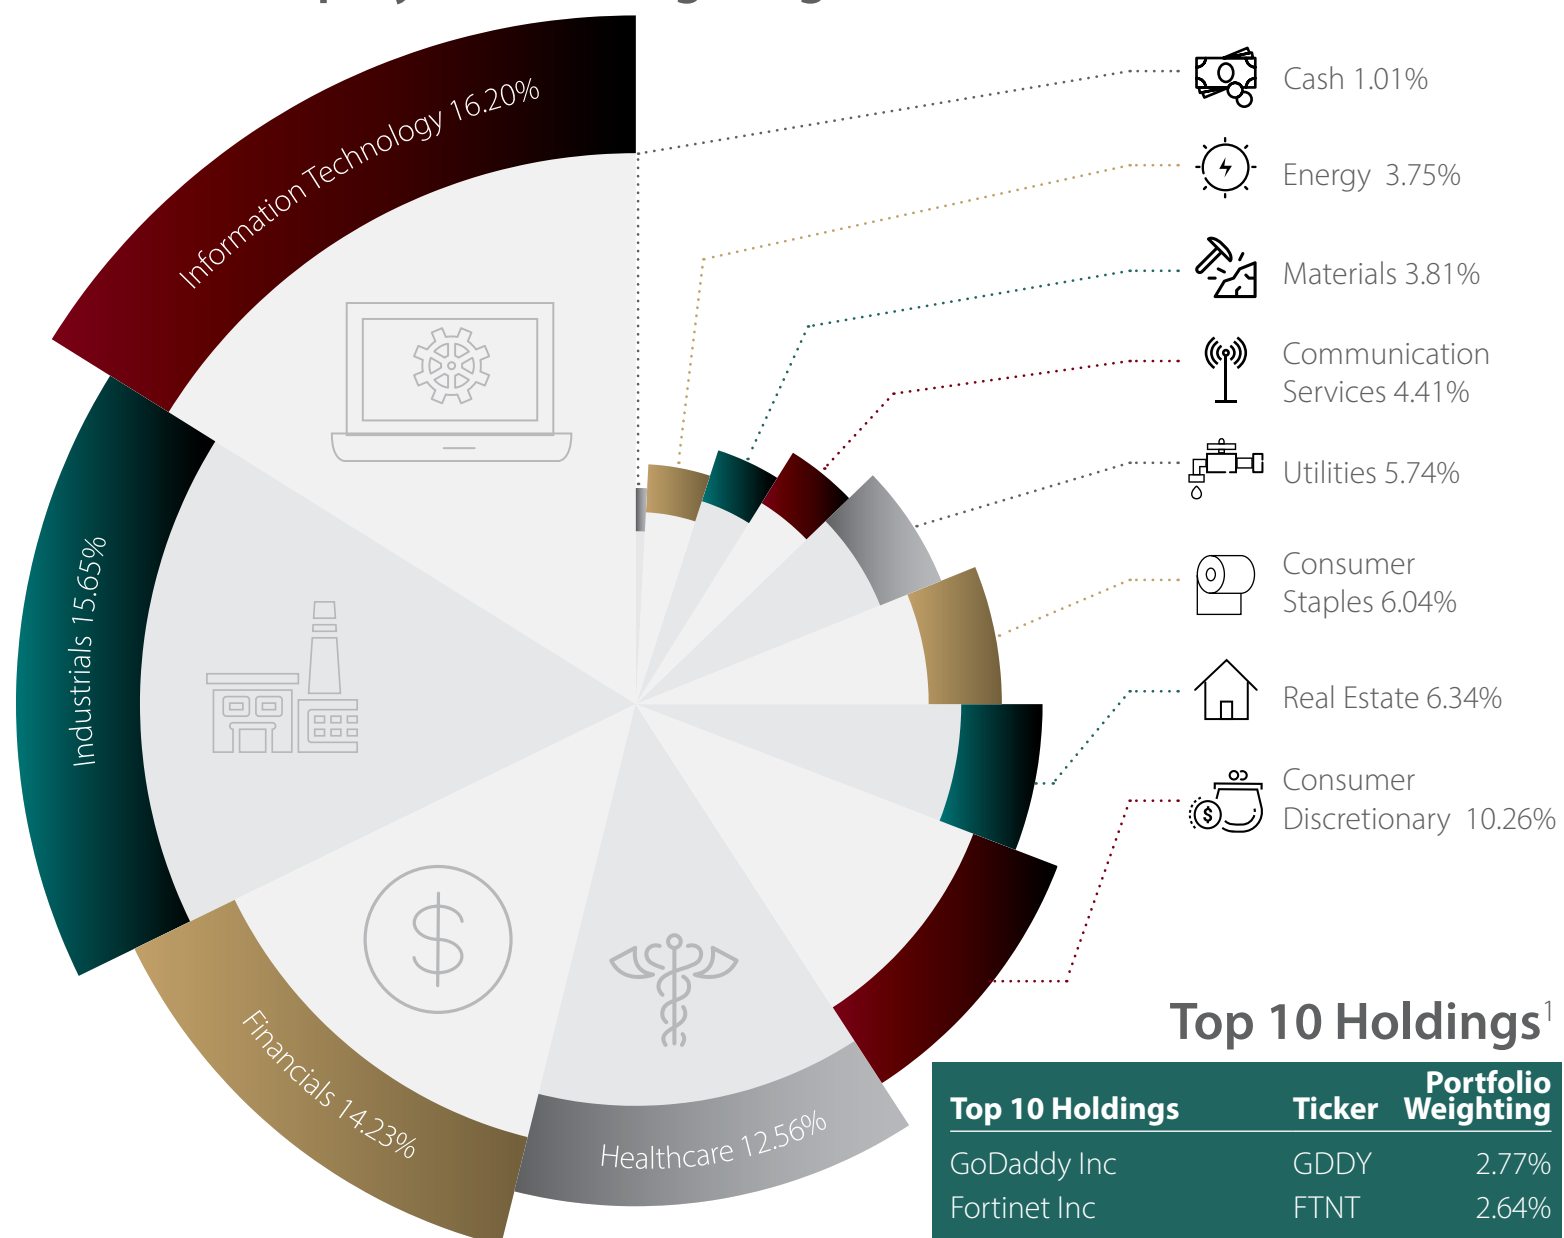 Information Technology 16.20%
Cash 1.01%
Energy 3.75%
Materials 3.81%
Communication
Services 4.41%
Utilities 5.74%
Consumer
Staples 6.04%
Real Estate 6.34%
Consumer
Discretionary 10.26%
Industrials 15.65%
Financials 14.23%
Healthcare 12.56%
Top 10 Holdings1
Top 10 Holdings Ticker Portfolio Weighting
GoDaddy Inc GDDY 2.77%
Fortinet Inc FTNT 2.64%